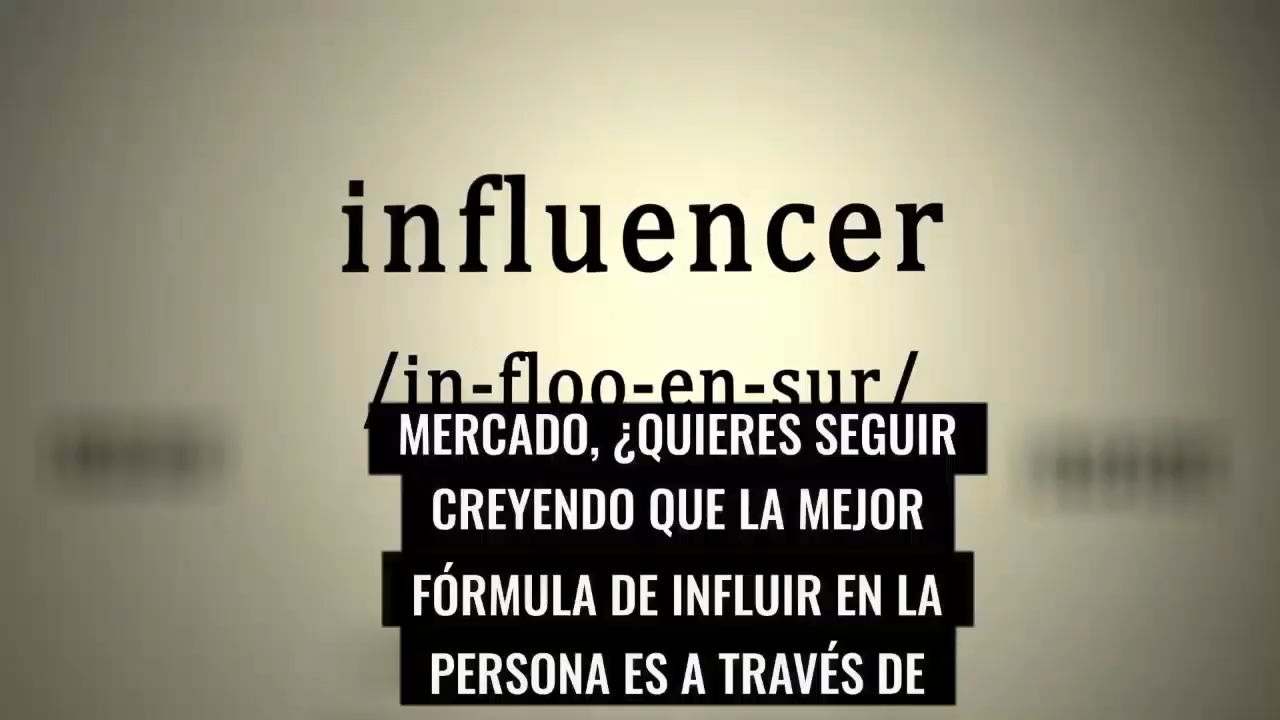 influencer
/in-floo-en-sur/
MERCADO, ¿QUIERES SEGUIR
CREYENDO QUE LA MEJOR
FÓRMULA DE INFLUIR EN LA
PERSONA ES A TRAVÉS DE